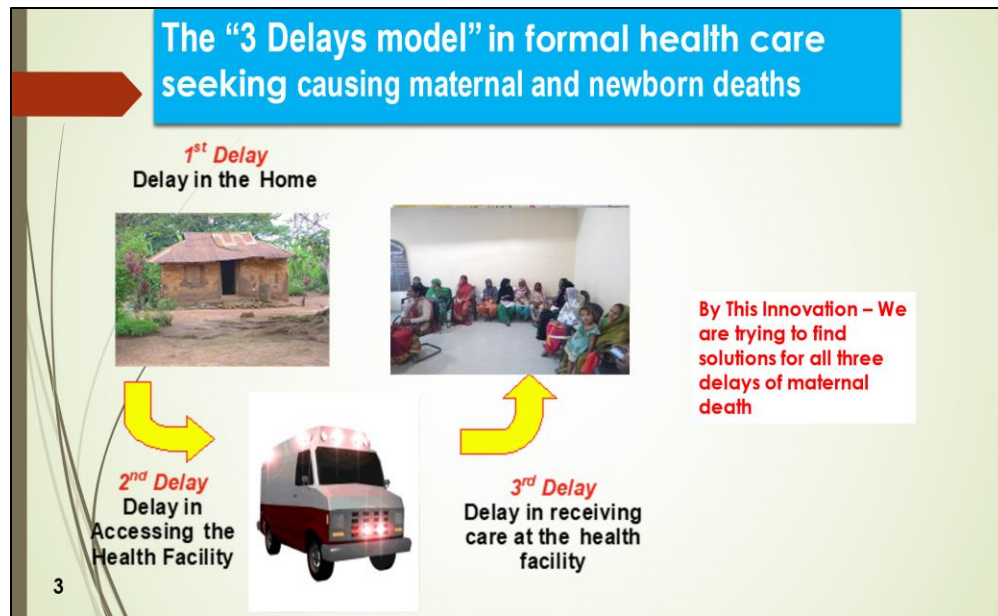 The “3 Delays model” in formal health care
seeking causing maternal and newborn deaths
1st Delay
Delay in the Home
2nd Delay
Delay in
Accessing the
Health Facility
3rd Delay
Delay in receiving
care at the health
facility
By This Innovation – We
are trying to find
solutions for all three
delays of maternal
death
3